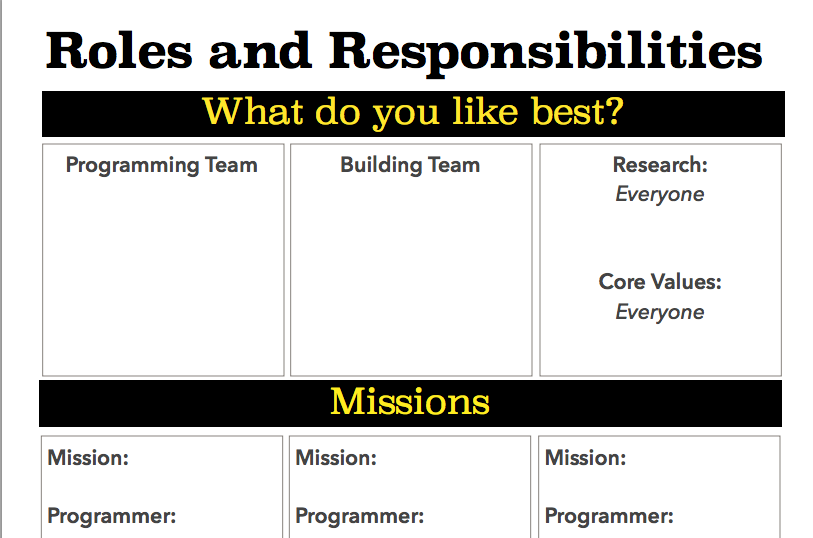 Roles and Responsibilities
What do you like best?
Programming Team
Building Team
Research:
Everyone
Core Values:
Everyone
Missions
Mission:
Programmer:
Mission:
Programmer:
Mission:
Programmer: